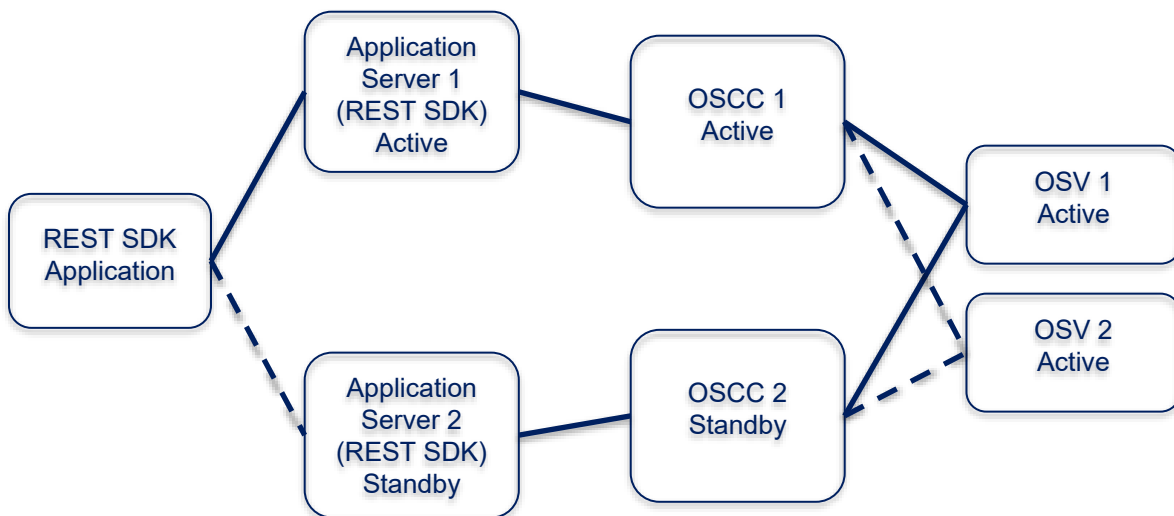 REST SDK
Application
Application
Server 1
(REST SDK)
Active
OSCC 1
Active
OSV 1
Active
OSV 2
Active
Application
Server 2
(REST SDK)
Standby
OSCC 2
Standby